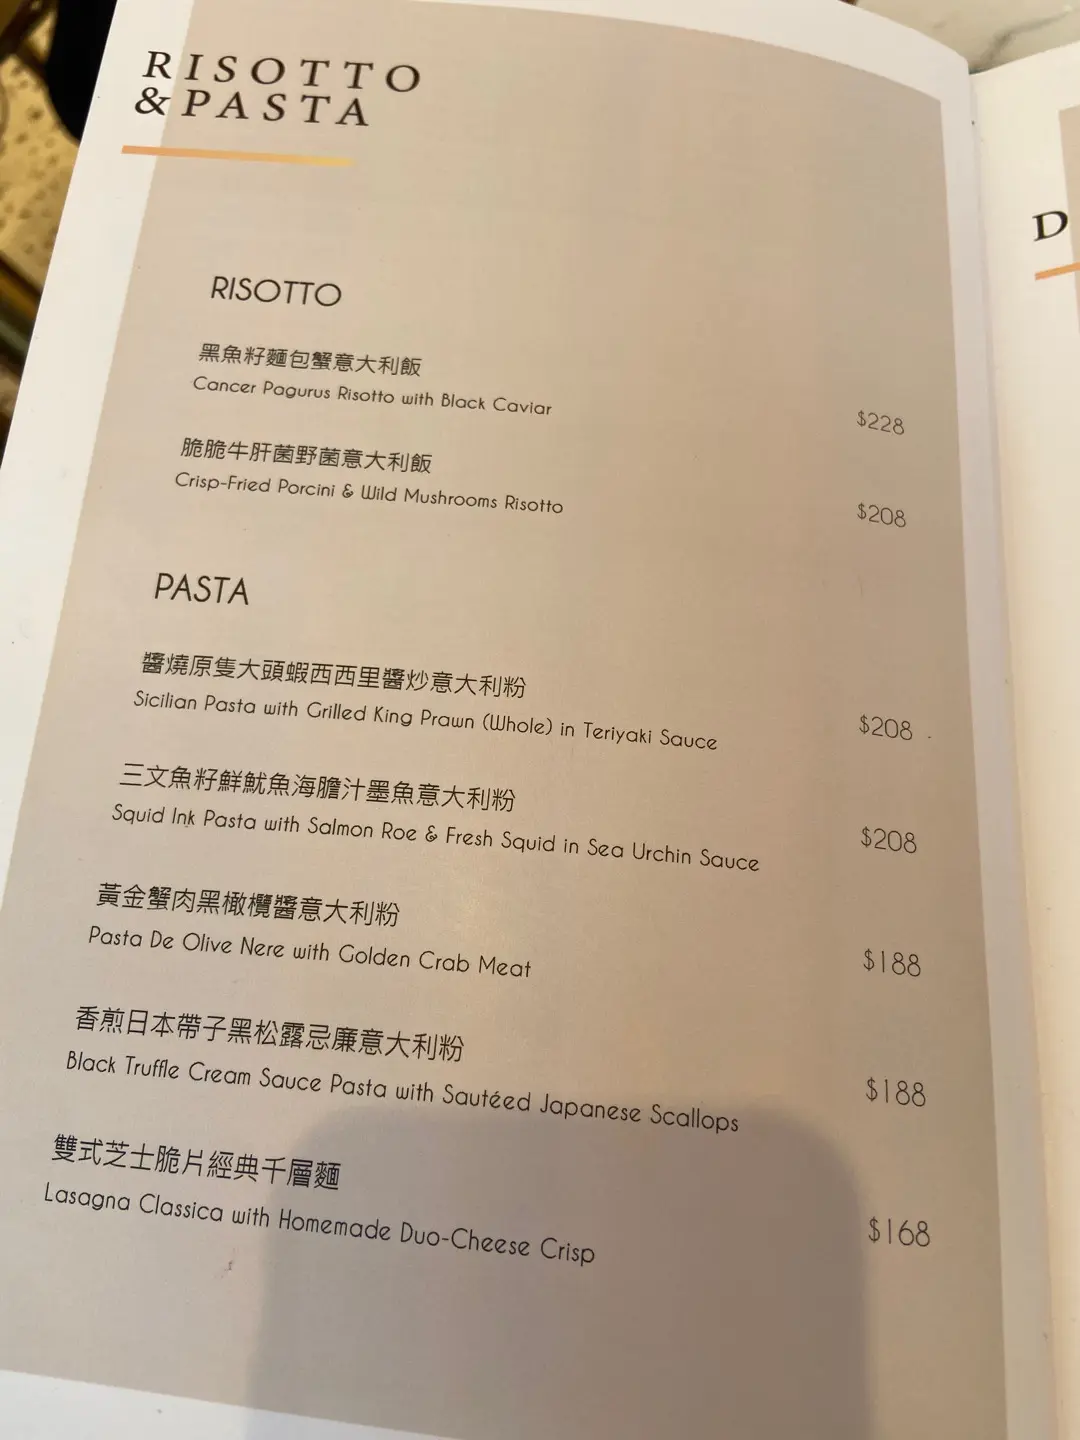 RISOTTO
&PASTA
RISOTTO
黑魚籽麵包蟹意大利飯
Cancer Pagurus Risotto with Black Caviar
$228
脆脆牛肝菌野菌意大利飯
Crisp-Fried Porcini & Wild Mushrooms Risotto
$208
PASTA
醬燒原隻大頭蝦西西里醬炒意大利粉
Sicilian Pasta with Grilled King Prawn (Whole) in Teriyaki Sauce
$208
三文魚籽鮮魷魚海膽汁墨魚意大利粉
Squid Ink Pasta with Salmon Roe & Fresh Squid in Sea Urchin Sauce
$208
黃金蟹肉黑橄欖醬意大利粉
Pasta De Olive Nere with Golden Crab Meat
$188
香煎日本帶子黑松露忌廉意大利粉
Black Truffle Cream Sauce Pasta with Sautéed Japanese Scallops
$188
雙式芝士脆片經典千層麵
Lasagna Classica with Homemade Duo-Cheese Crisp
$168